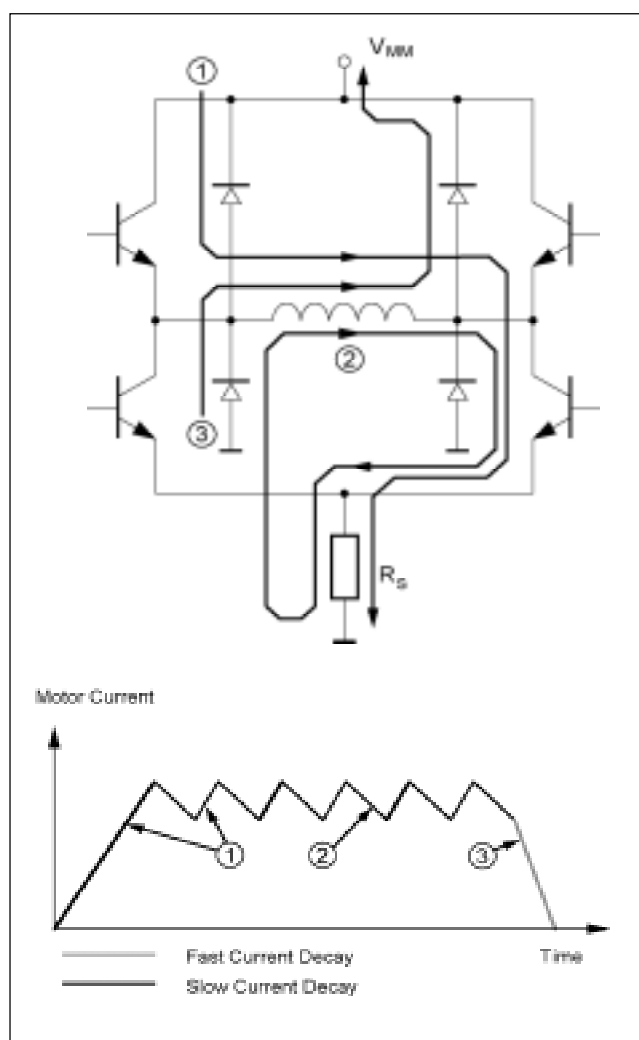 V_MM
①
②
③
R_S
Motor Current
① ② ③
Fast Current Decay Time
Slow Current Decay